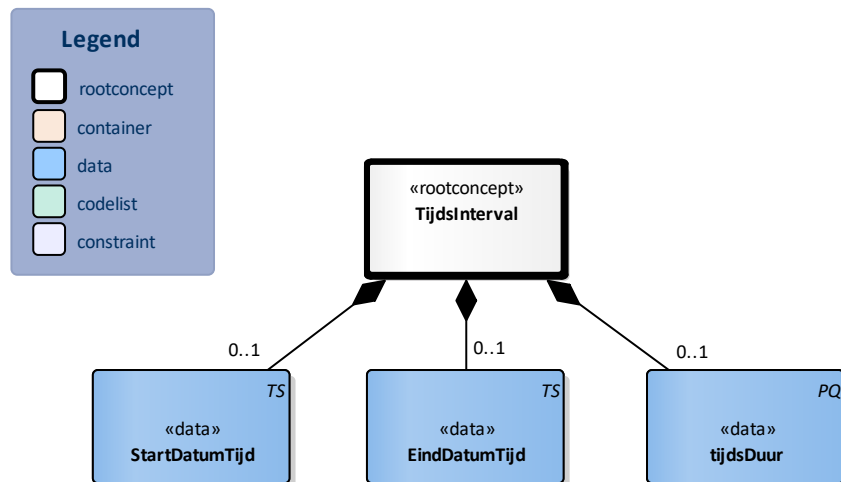 Legend
rootconcept
container
data
codelist
constraint
«rootconcept»
TijdsInterval
0..1
0..1
0..1
TS
«data»
StartDatumTijd
TS
«data»
EindDatumTijd
PQ
«data»
tijdsDuur